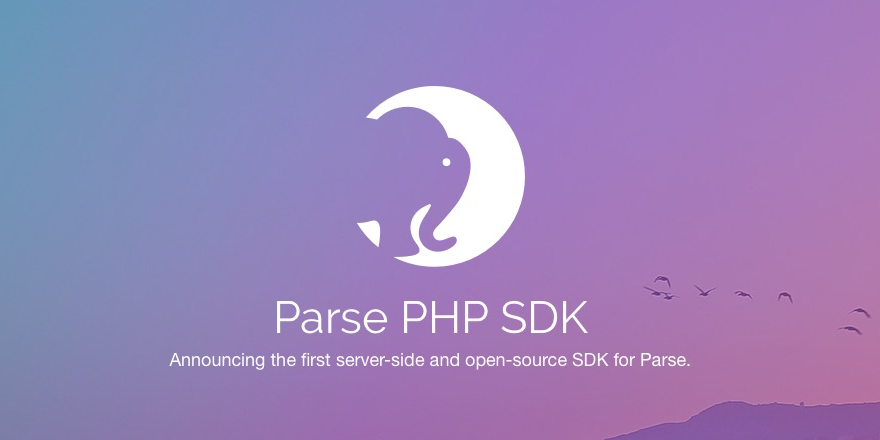 Parse PHP SDK
Announcing the first server-side and open-source SDK for Parse.